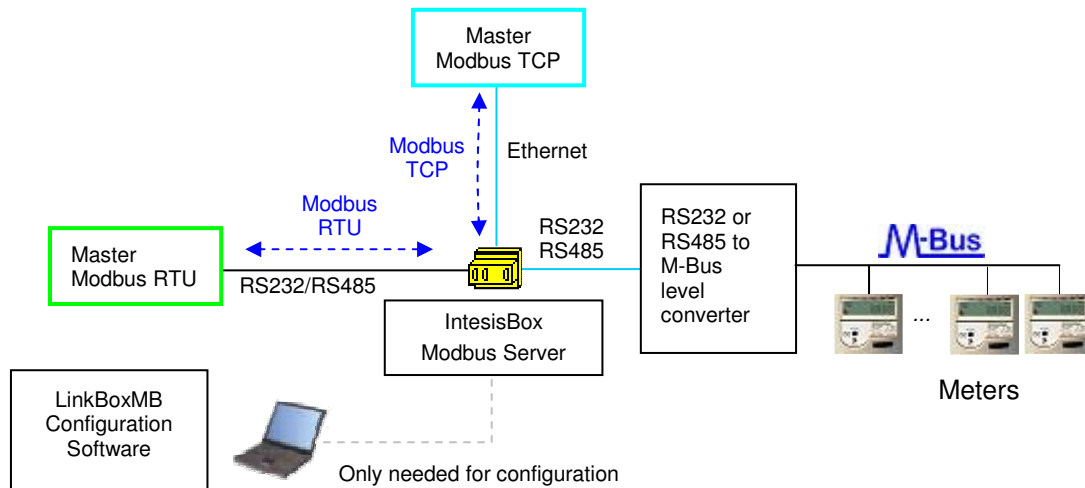 Master
Modbus TCP
Modbus
TCP
Ethernet
Modbus
RTU
Master
Modbus RTU
RS232/RS485
RS232
RS485
RS232 or
RS485 to
M-Bus
level
converter
M-Bus
...
Meters
IntesisBox
Modbus Server
LinkBoxMB
Configuration
Software
Only needed for configuration